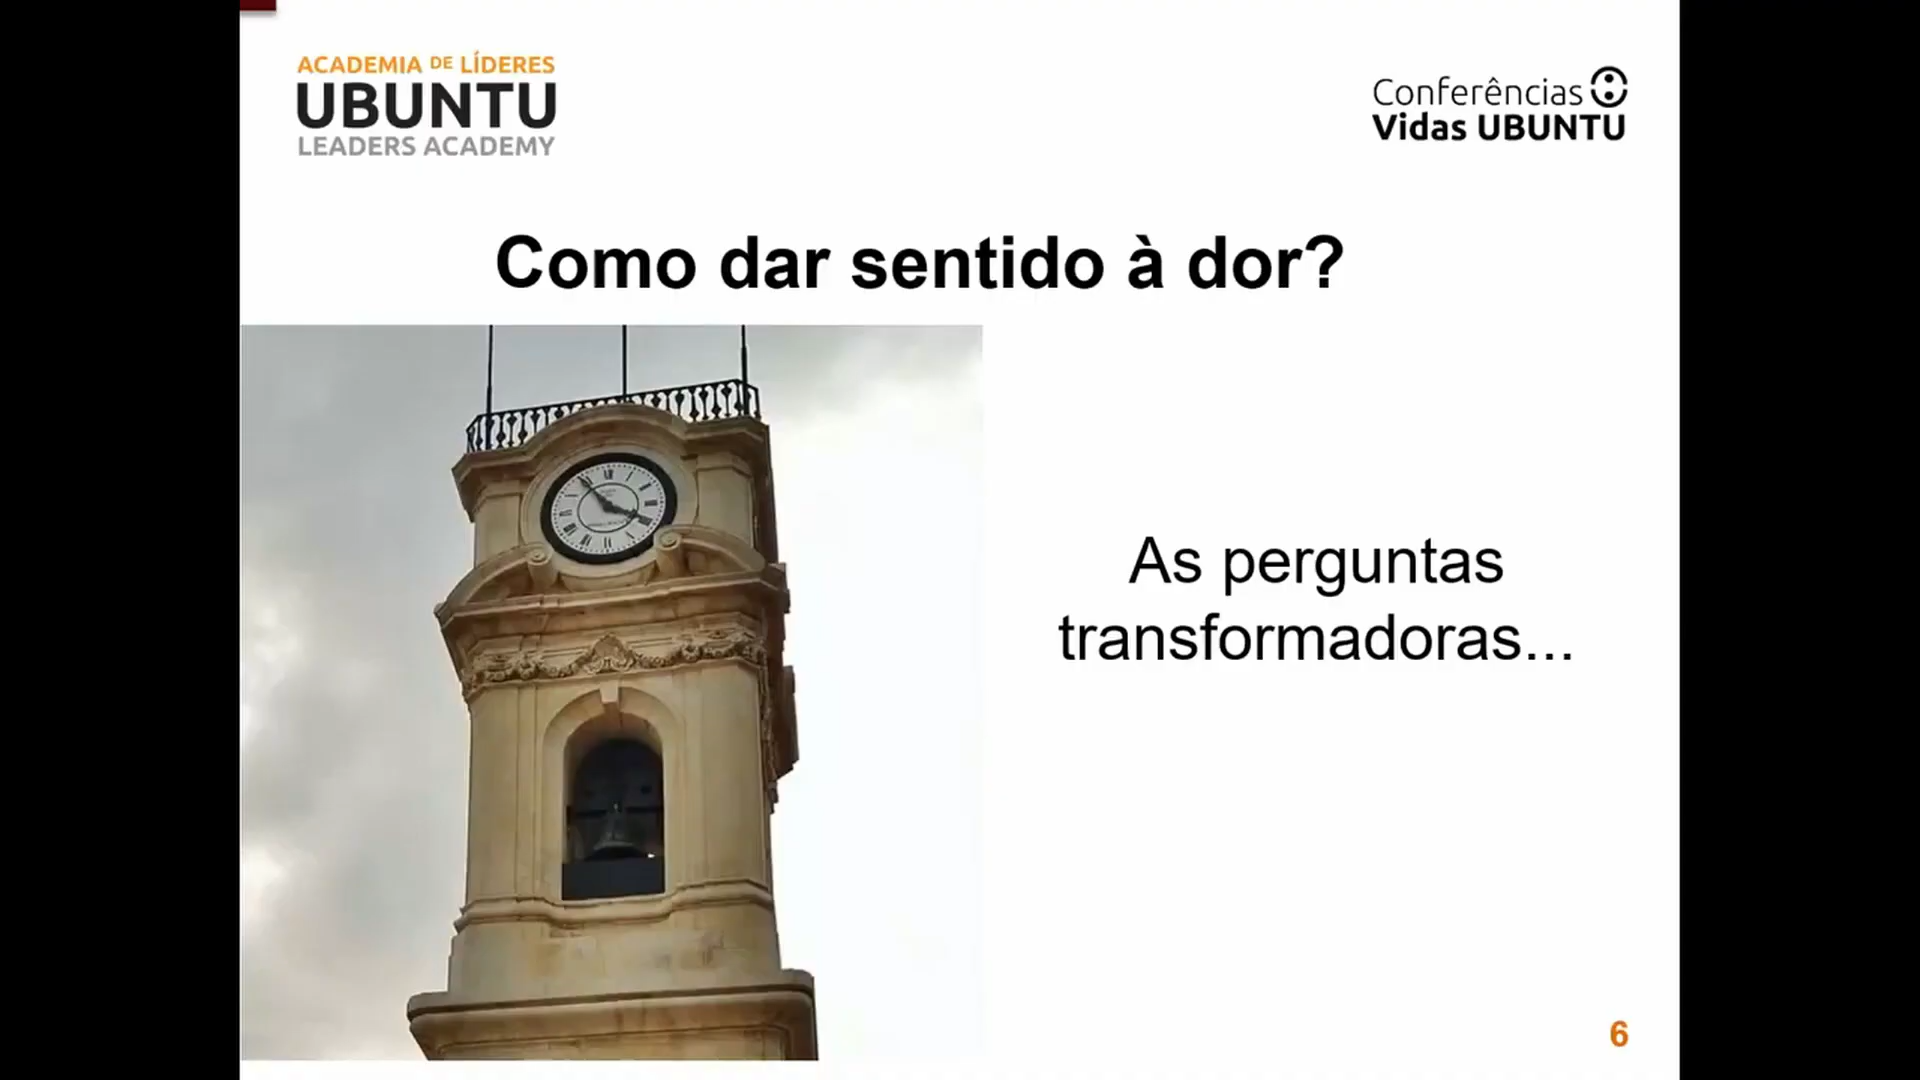 ACADEMIA DE LÍDERES
UBUNTU
LEADERS ACADEMY
Conferências
Vidas UBUNTU
Como dar sentido à dor?
As perguntas
transformadoras...
6